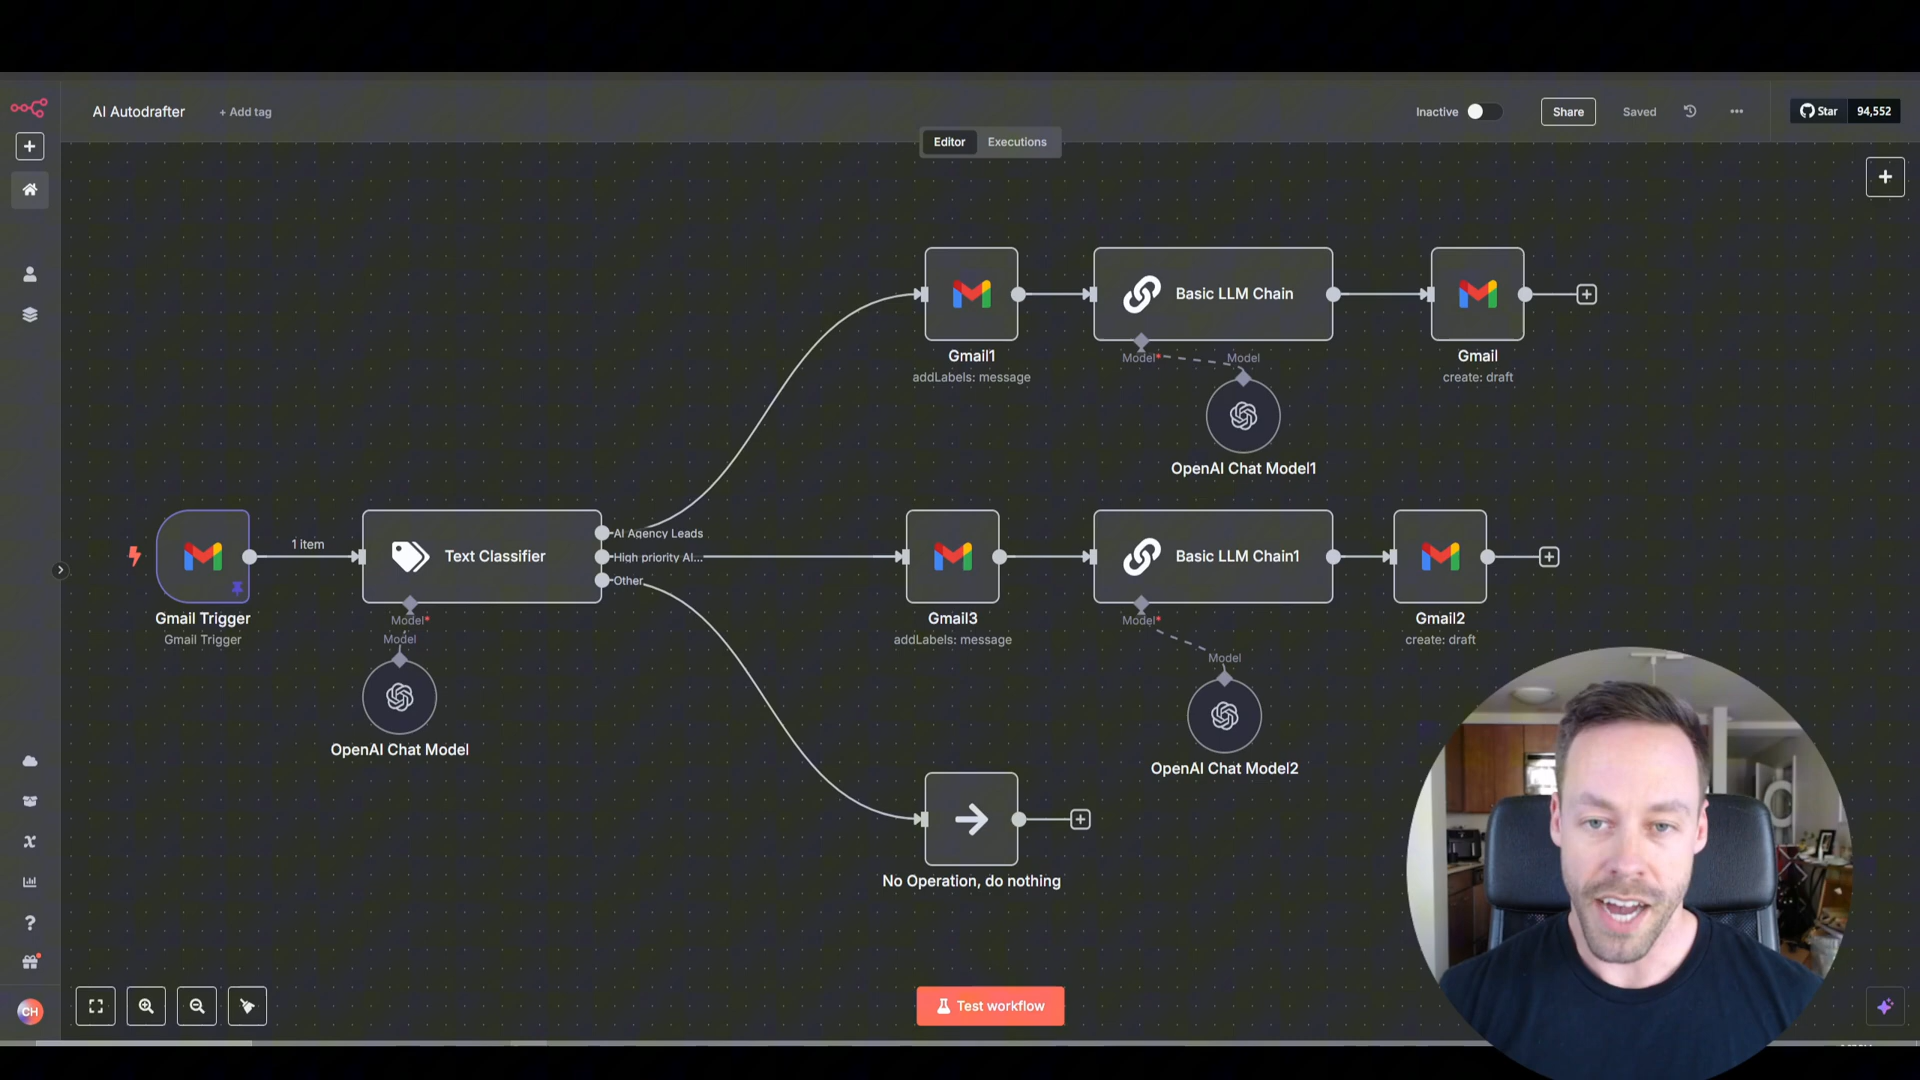 AI Autodrafter
+ Add tag
Inactive
Share
Saved
Star
94,552
Editor
Executions
Gmail1
addLabels: message
Basic LLM Chain
Model*
Model
OpenAI Chat Model1
Gmail
create: draft
1 item
Gmail Trigger
Gmail Trigger
Text Classifier
AI Agency Leads
High priority AI...
Other
Model*
Model
OpenAI Chat Model
Gmail3
addLabels: message
Basic LLM Chain1
Model*
Model
OpenAI Chat Model2
Gmail2
create: draft
No Operation, do nothing
CH
Test workflow